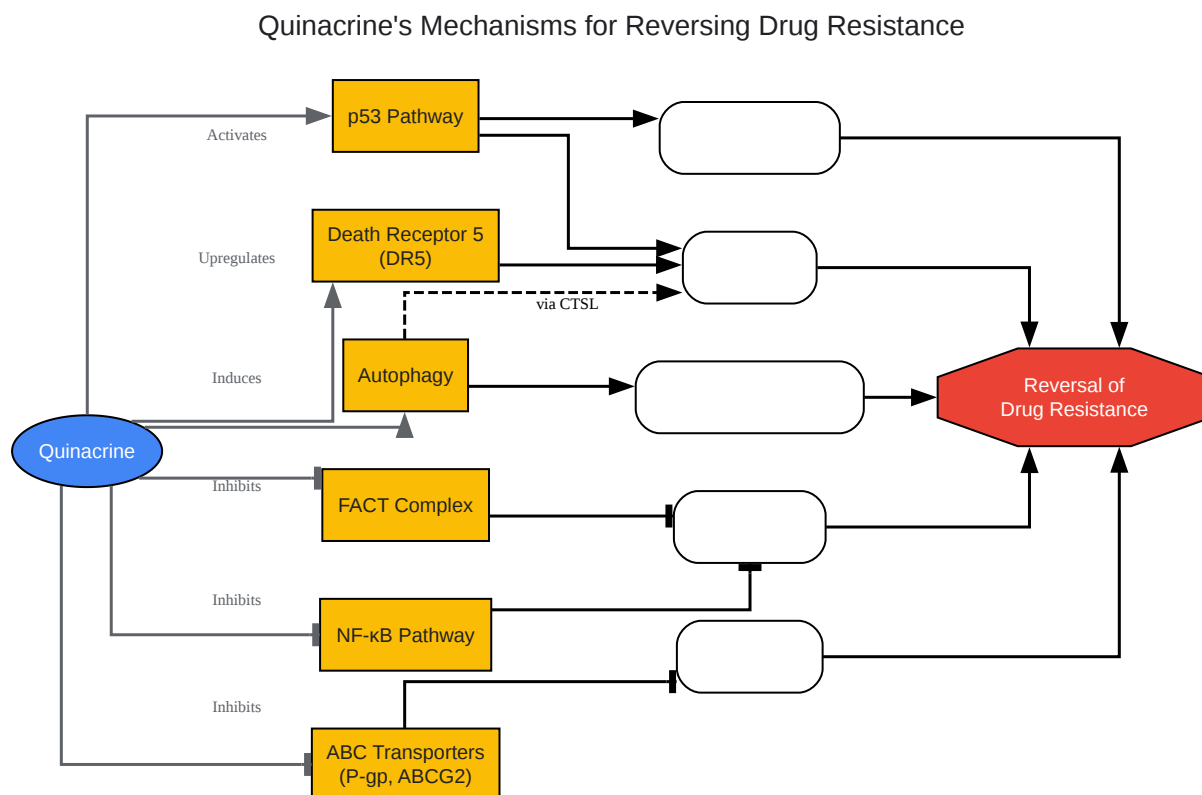 Quinacrine's Mechanisms for Reversing Drug Resistance
p53 Pathway
Activates
Death Receptor 5
(DR5)
Upregulates
via CTSL
Autophagy
Induces
Reversal of
Drug Resistance
Quinacrine
Inhibits
FACT Complex
Inhibits
NF-κB Pathway
Inhibits
ABC Transporters
(P-gp, ABCG2)